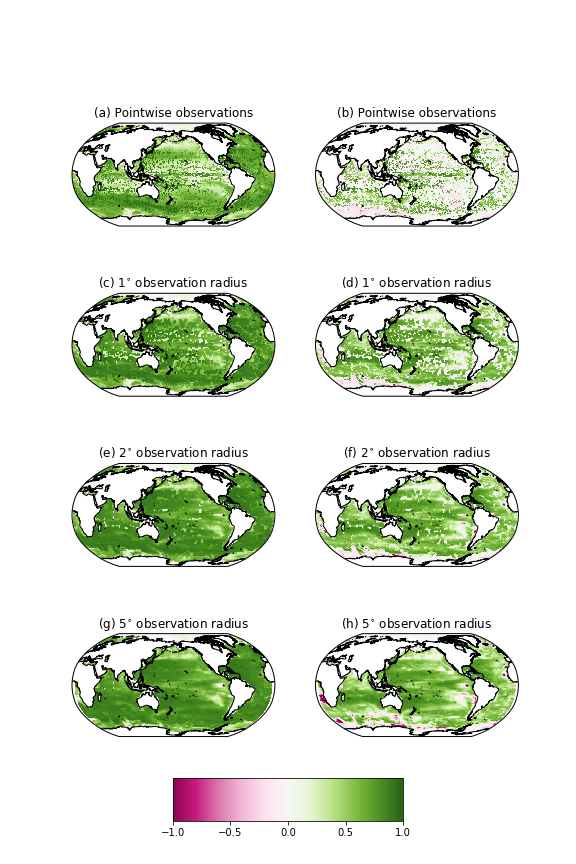 (a) Pointwise observations
(b) Pointwise observations
(c) 1° observation radius
(d) 1° observation radius
(e) 2° observation radius
(f) 2° observation radius
(g) 5° observation radius
(h) 5° observation radius
−1.0 −0.5 0.0 0.5 1.0